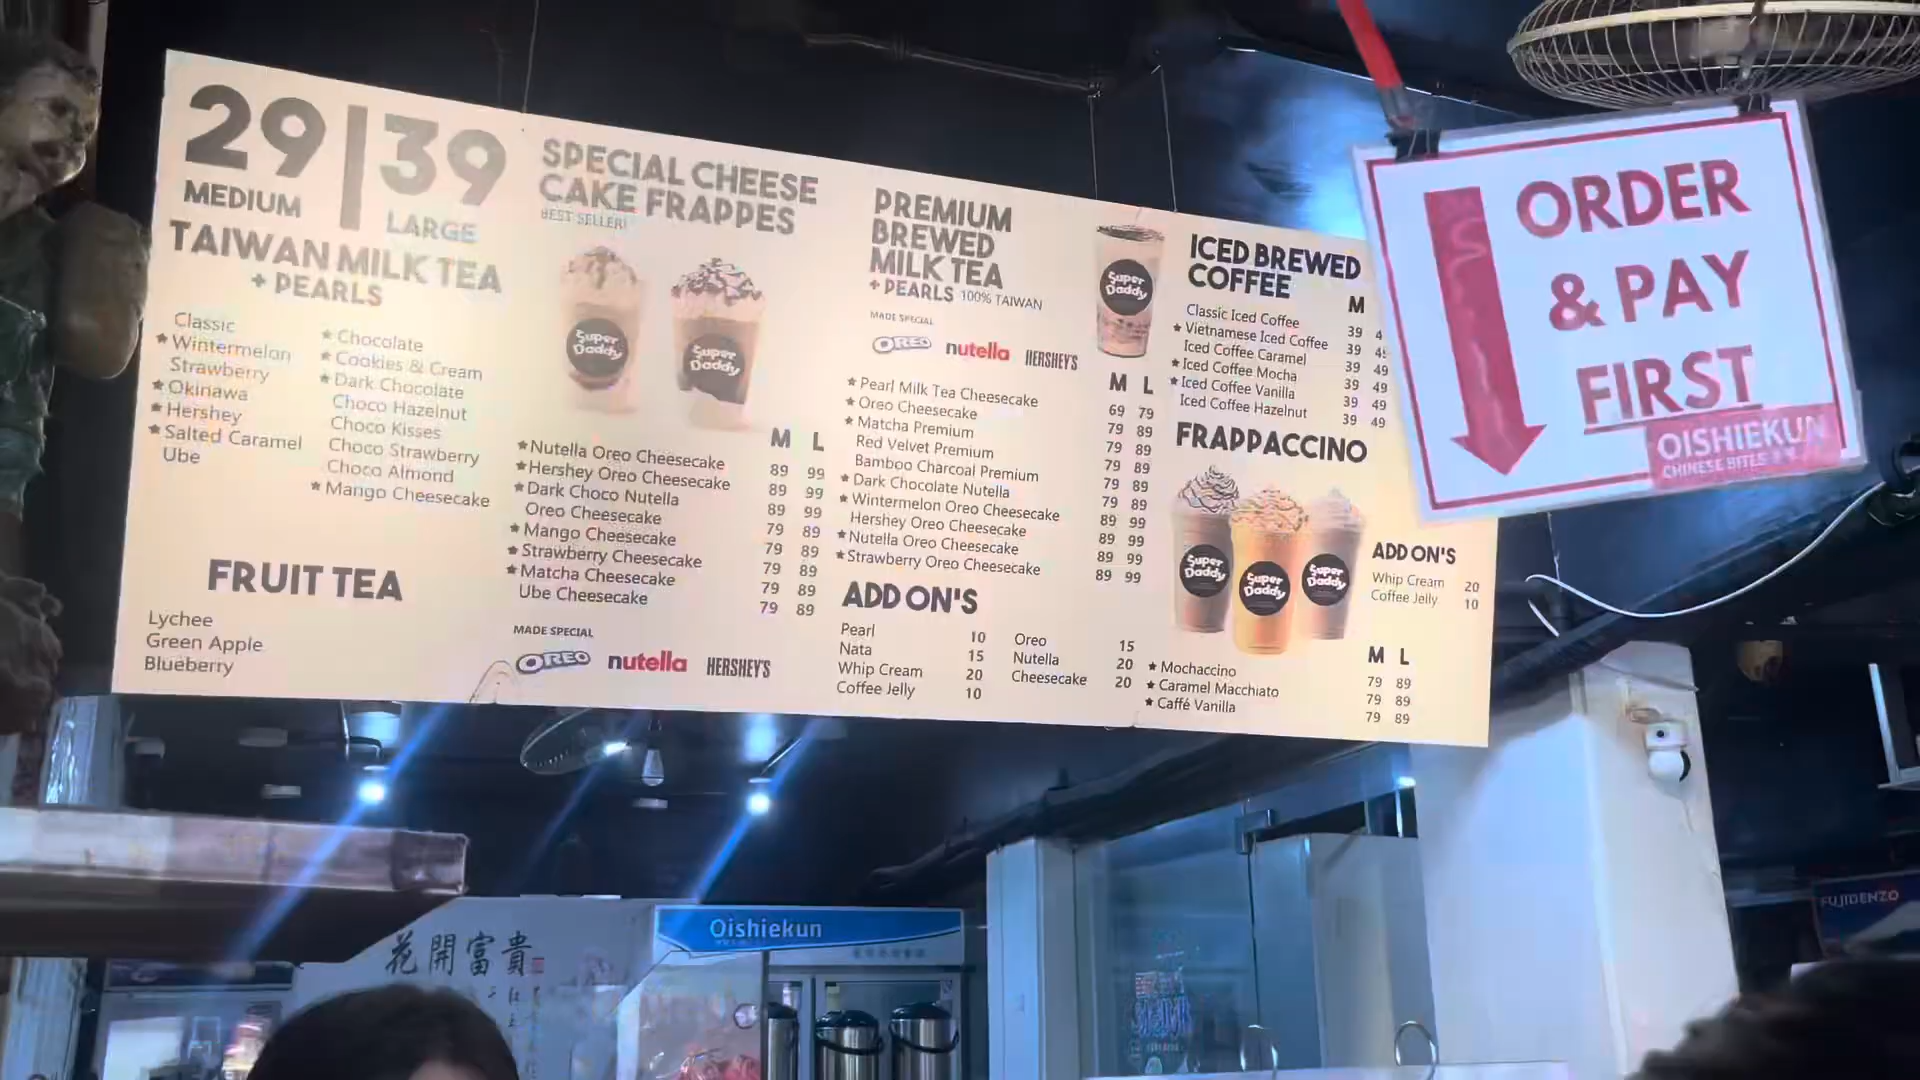 29 | 39
MEDIUM
LARGE
TAIWAN MILK TEA
+ PEARLS
Classic
★ Wintermelon
Strawberry
★ Okinawa
★ Hershey
★ Salted Caramel
Ube
★ Chocolate
★ Cookies & Cream
★ Dark Chocolate
Choco Hazelnut
Choco Kisses
Choco Strawberry
Choco Almond
★ Mango Cheesecake
FRUIT TEA
Lychee
Green Apple
Blueberry
SPECIAL CHEESE
CAKE FRAPPES
BEST SELLER!
Super Daddy
Super Daddy
M L
★ Nutella Oreo Cheesecake 89 99
★ Hershey Oreo Cheesecake 89 99
★ Dark Choco Nutella 89 99
Oreo Cheesecake 79 89
★ Mango Cheesecake 79 89
★ Strawberry Cheesecake 79 89
★ Matcha Cheesecake 79 89
Ube Cheesecake 79 89
MADE SPECIAL
OREO nutella HERSHEY'S
PREMIUM
BREWED
MILK TEA
+ PEARLS 100% TAIWAN
MADE SPECIAL
OREO nutella HERSHEY'S
Super Daddy
M L
★ Pearl Milk Tea Cheesecake 69 79
★ Oreo Cheesecake 79 89
★ Matcha Premium 79 89
Red Velvet Premium 79 89
Bamboo Charcoal Premium 79 89
★ Dark Chocolate Nutella 79 89
★ Wintermelon Oreo Cheesecake 89 99
Hershey Oreo Cheesecake 89 99
★ Nutella Oreo Cheesecake 89 99
★ Strawberry Oreo Cheesecake 89 99
ADD ON'S
Pearl 10
Nata 15
Whip Cream 20
Coffee Jelly 10
Oreo 15
Nutella 20
Cheesecake 20
ICED BREWED
COFFEE
M
Classic Iced Coffee 39 4
★ Vietnamese Iced Coffee 39
Iced Coffee Caramel 39 49
★ Iced Coffee Mocha 39 49
★ Iced Coffee Vanilla 39 49
Iced Coffee Hazelnut 39 49
FRAPPACCINO
Super Daddy
Super Daddy
Super Daddy
ADD ON'S
Whip Cream 20
Coffee Jelly 10
M L
★ Mochaccino 79 89
★ Caramel Macchiato 79 89
★ Caffé Vanilla 79 89
ORDER
& PAY
FIRST
OISHIEKUN
CHINESE BITES
Oishiekun
花開富貴
FUJIDENZO